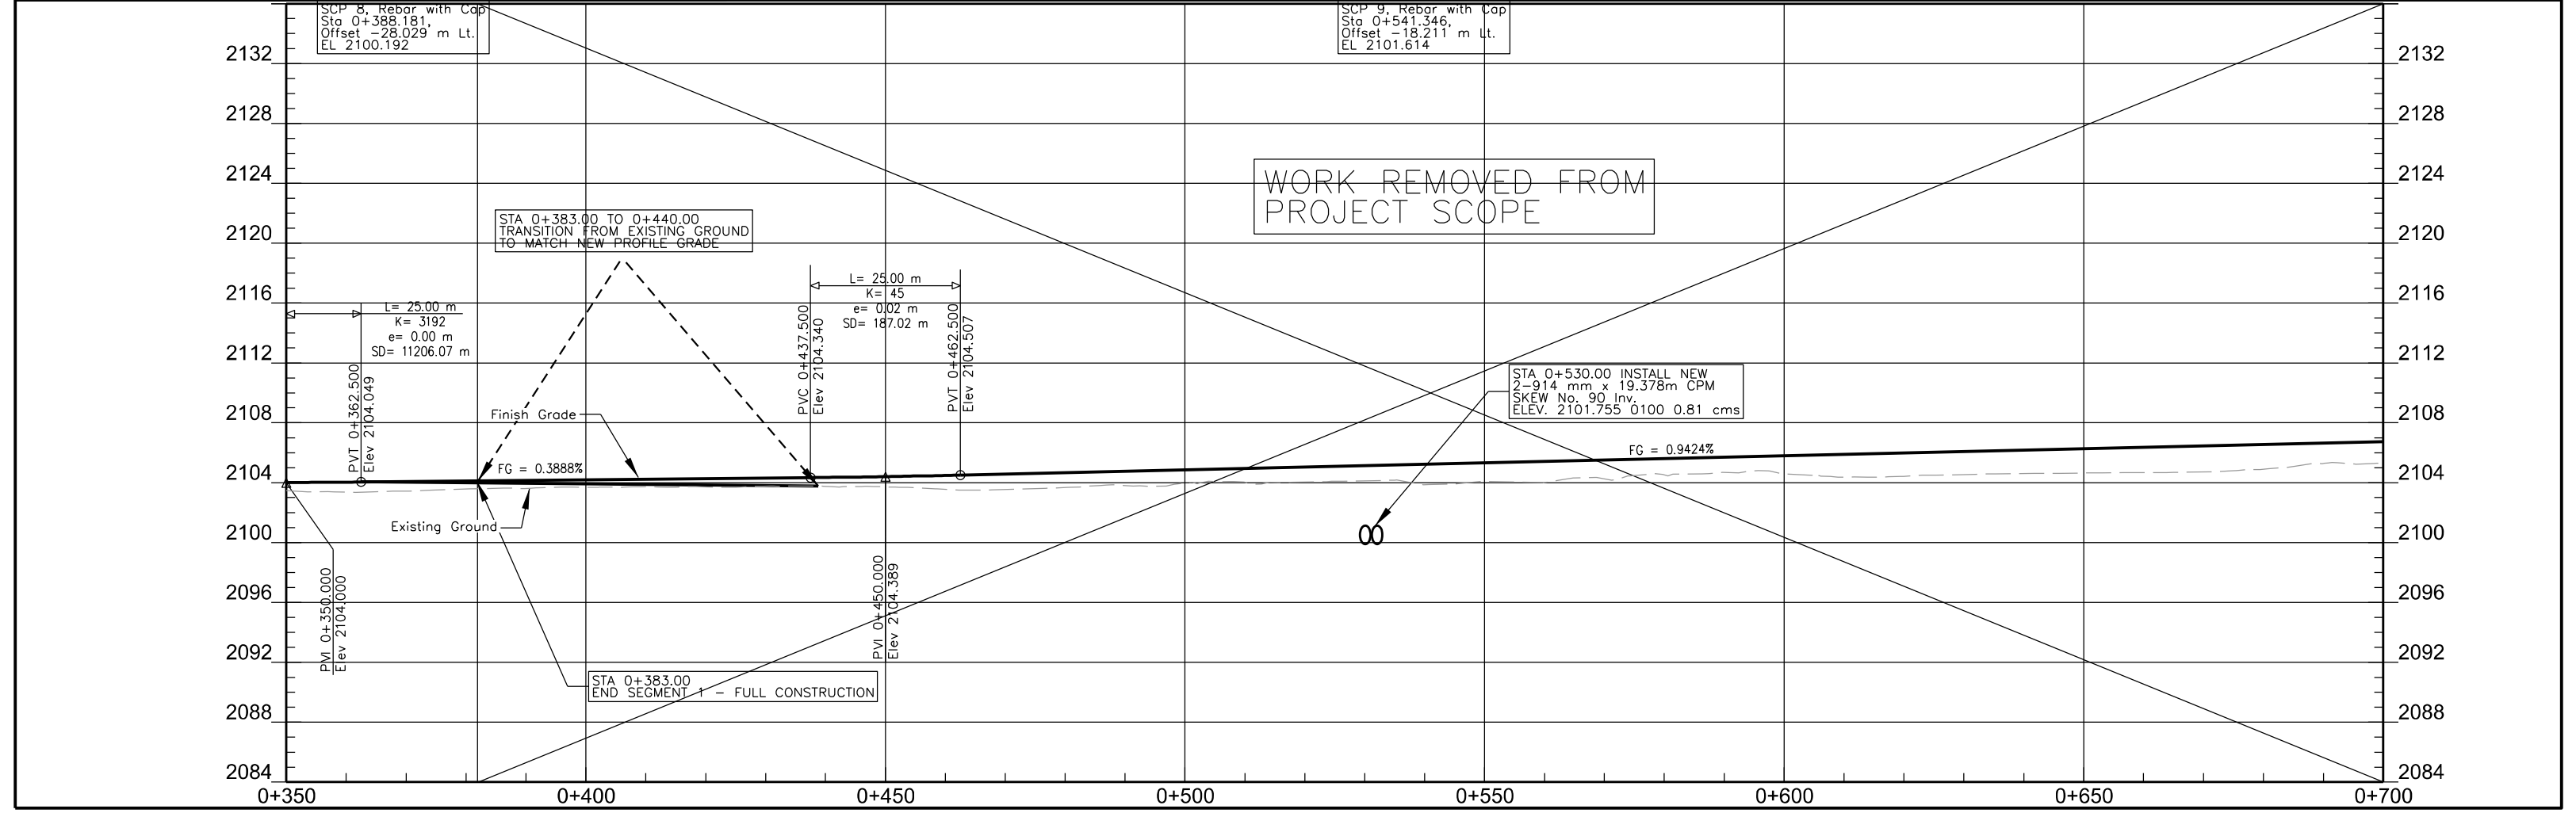 SCP 8, Rebar with Cap
Sta 0+388.181,
Offset -28.029 m Lt.
EL 2100.192
SCP 9, Rebar with Cap
Sta 0+541.346,
Offset -18.211 m Lt.
EL 2101.614
2132
2132
2128
2128
2124
2124
WORK REMOVED FROM
PROJECT SCOPE
STA 0+383.00 TO 0+440.00
TRANSITION FROM EXISTING GROUND
TO MATCH NEW PROFILE GRADE
2120
2120
2116
2116
L= 25.00 m
K= 3192
e= 0.00 m
SD= 11206.07 m
L= 25.00 m
K= 45
e= 0.02 m
SD= 187.02 m
2112
2112
PVT 0+362.500
Elev 2104.049
PVC 0+437.500
Elev 2104.340
PVT 0+462.500
Elev 2104.507
STA 0+530.00 INSTALL NEW
2-914 mm x 19.378m CPM
SKEW No. 90 Inv.
ELEV. 2101.755 Q100 0.81 cms
2108
2108
Finish Grade
FG = 0.3888%
FG = 0.9424%
2104
2104
Existing Ground
2100
2100
PVI 0+350.000
Elev 2104.000
PVI 0+450.000
Elev 2104.389
2096
2096
2092
2092
STA 0+383.00
END SEGMENT 1 - FULL CONSTRUCTION
2088
2088
2084
2084
0+350
0+400
0+450
0+500
0+550
0+600
0+650
0+700